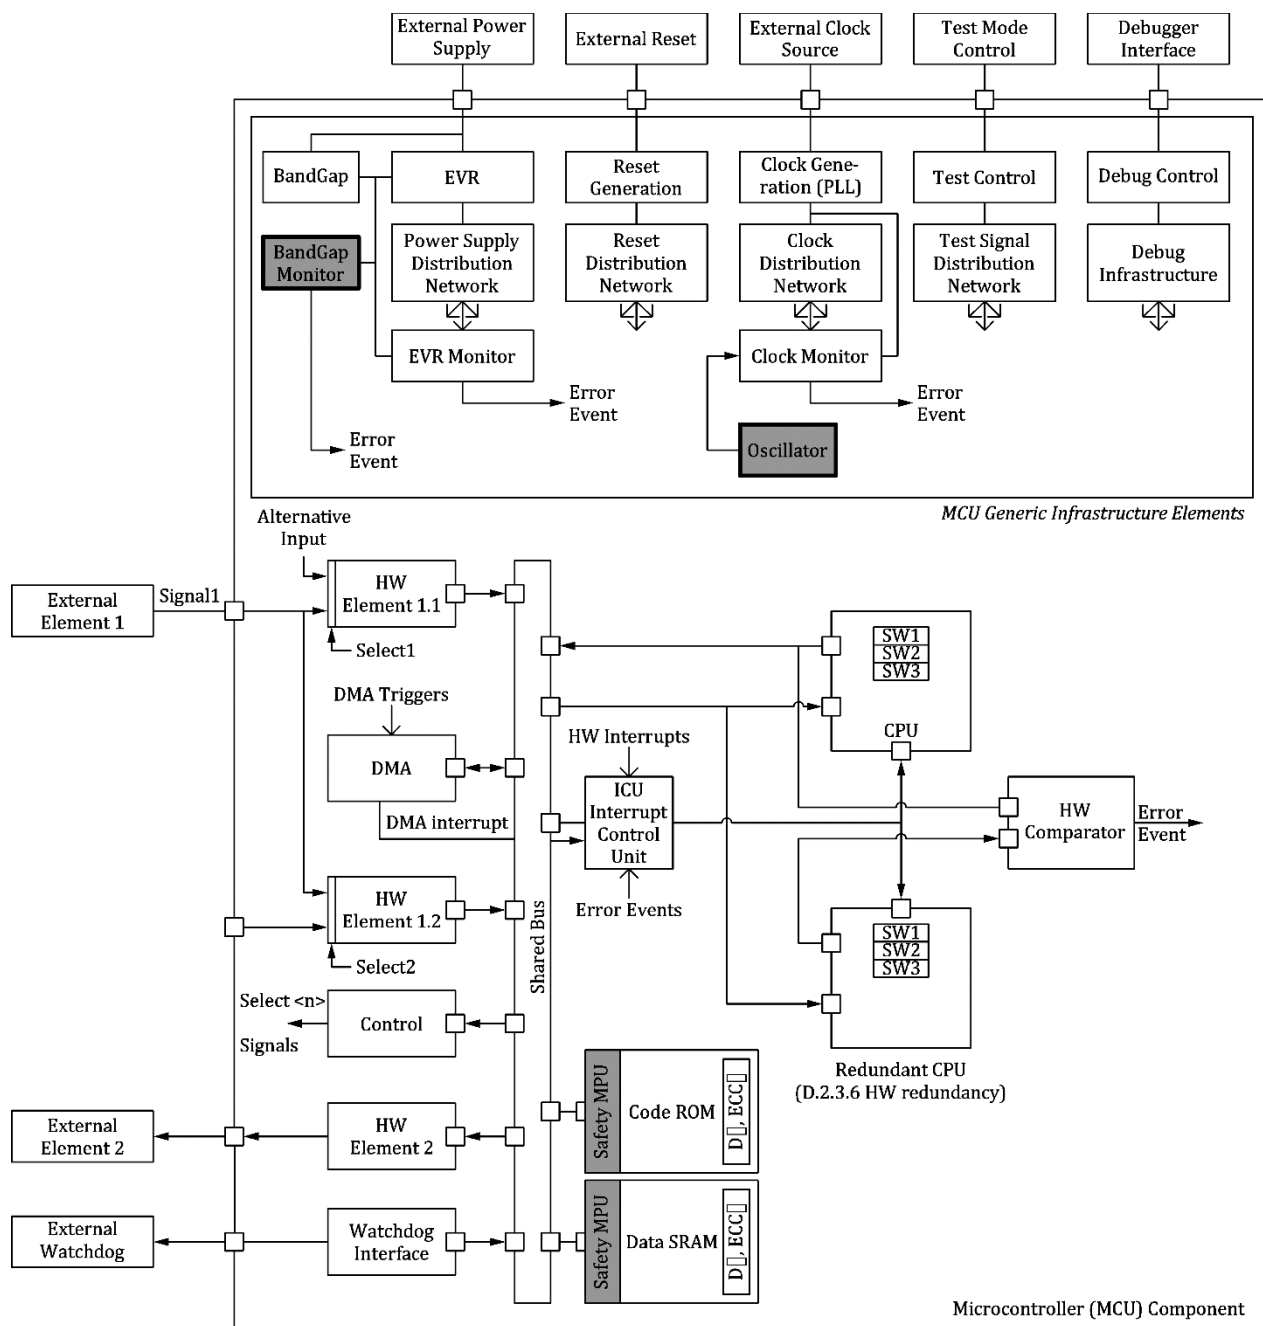 External Power
Supply
External Reset
External Clock
Source
Test Mode
Control
Debugger
Interface
BandGap
EVR
Reset
Generation
Clock Gene-
ration (PLL)
Test Control
Debug Control
BandGap
Monitor
Power Supply
Distribution
Network
Reset
Distribution
Network
Clock
Distribution
Network
Test Signal
Distribution
Network
Debug
Infrastructure
EVR Monitor
Clock Monitor
Error
Event
Error
Event
Error
Event
Oscillator
MCU Generic Infrastructure Elements
Alternative
Input
External
Element 1
Signal1
HW
Element 1.1
Select1
DMA Triggers
DMA
DMA interrupt
HW
Element 1.2
Select2
Select <n>
Signals
Control
External
Element 2
HW
Element 2
External
Watchdog
Watchdog
Interface
Shared Bus
HW Interrupts
ICU
Interrupt
Control
Unit
Error Events
SW1
SW2
SW3
CPU
HW
Comparator
Error
Event
SW1
SW2
SW3
Redundant CPU
(D.2.3.6 HW redundancy)
Safety MPU
Code ROM
D▯, ECC▯
Safety MPU
Data SRAM
D▯, ECC▯
Microcontroller (MCU) Component